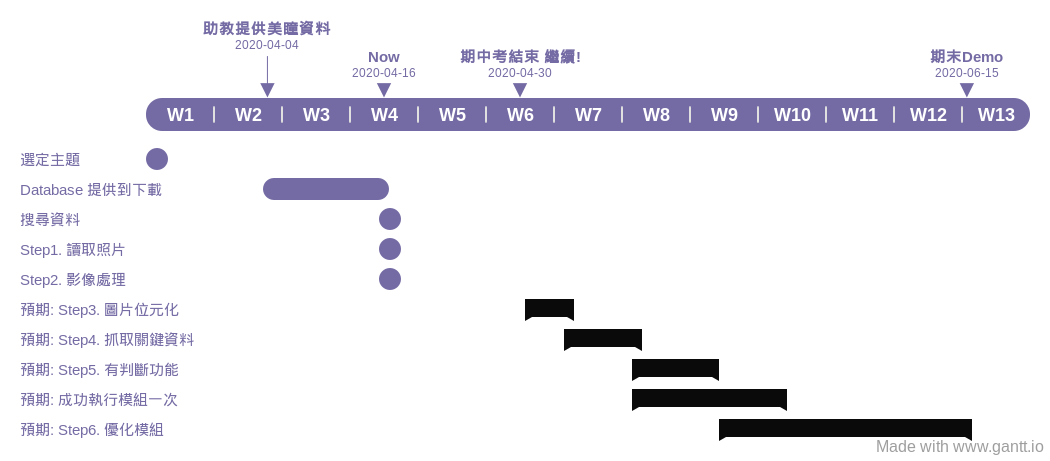 助教提供美瞳資料
2020-04-04
Now
2020-04-16
期中考結束 繼續!
2020-04-30
期末Demo
2020-06-15
W1 W2 W3 W4 W5 W6 W7 W8 W9 W10 W11 W12 W13
選定主題
Database 提供到下載
搜尋資料
Step1. 讀取照片
Step2. 影像處理
預期: Step3. 圖片位元化
預期: Step4. 抓取關鍵資料
預期: Step5. 有判斷功能
預期: 成功執行模組一次
預期: Step6. 優化模組
Made with www.gantt.io